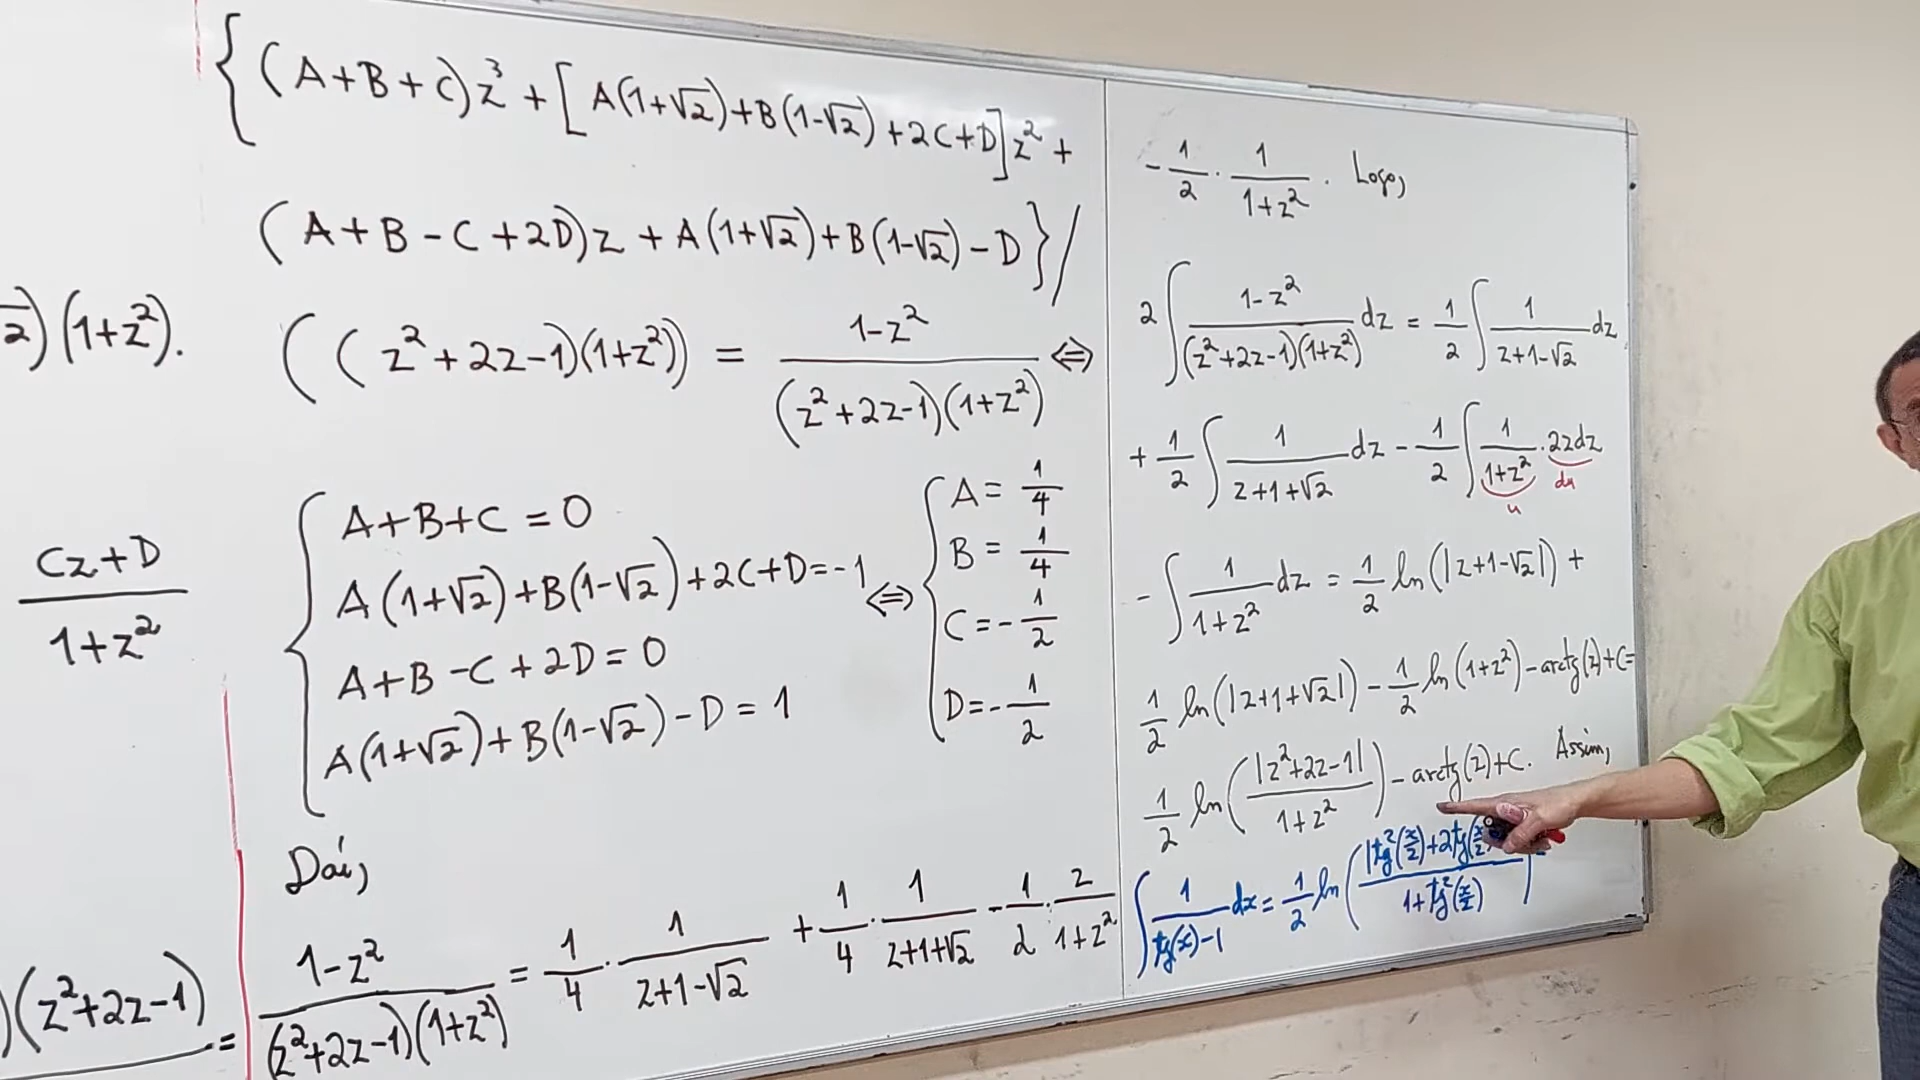 {(A+B+C)z³ + [A(1+√2)+B(1-√2)+2C+D]z² +
(A+B-C+2D)z + A(1+√2)+B(1-√2)-D}/
((z²+2z-1)(1+z²)) = (1-z²)/((z²+2z-1)(1+z²)) ⇔
2)(1+z²).
A+B+C=0
A(1+√2)+B(1-√2)+2C+D=-1
A+B-C+2D=0
A(1+√2)+B(1-√2)-D=1
⇔
A=1/4
B=1/4
C=-1/2
D=-1/2
(Cz+D)/(1+z²)
Daí,
)(z²+2z-1) =
(1-z²)/((z²+2z-1)(1+z²)) = 1/4·1/(z+1-√2) + 1/4·1/(z+1+√2) - 1/2·2/(1+z²)
-1/2·1/(1+z²). Logo,
2∫(1-z²)/((z²+2z-1)(1+z²))dz = 1/2∫1/(z+1-√2)dz
+1/2∫1/(z+1+√2)dz - 1/2∫1/(1+z²)·2zdz
u du
-∫1/(1+z²)dz = 1/2 ln(|z+1-√2|)+
1/2 ln(|z+1+√2|) - 1/2 ln(1+z²) - arctg(z)+C=
1/2 ln(|z²+2z-1|/(1+z²)) - arctg(z)+C. Assim,
∫1/(tg(x)-1)dx = 1/2 ln(|tg²(x/2)+2tg(x/2)/(1+tg²(x/2)))-